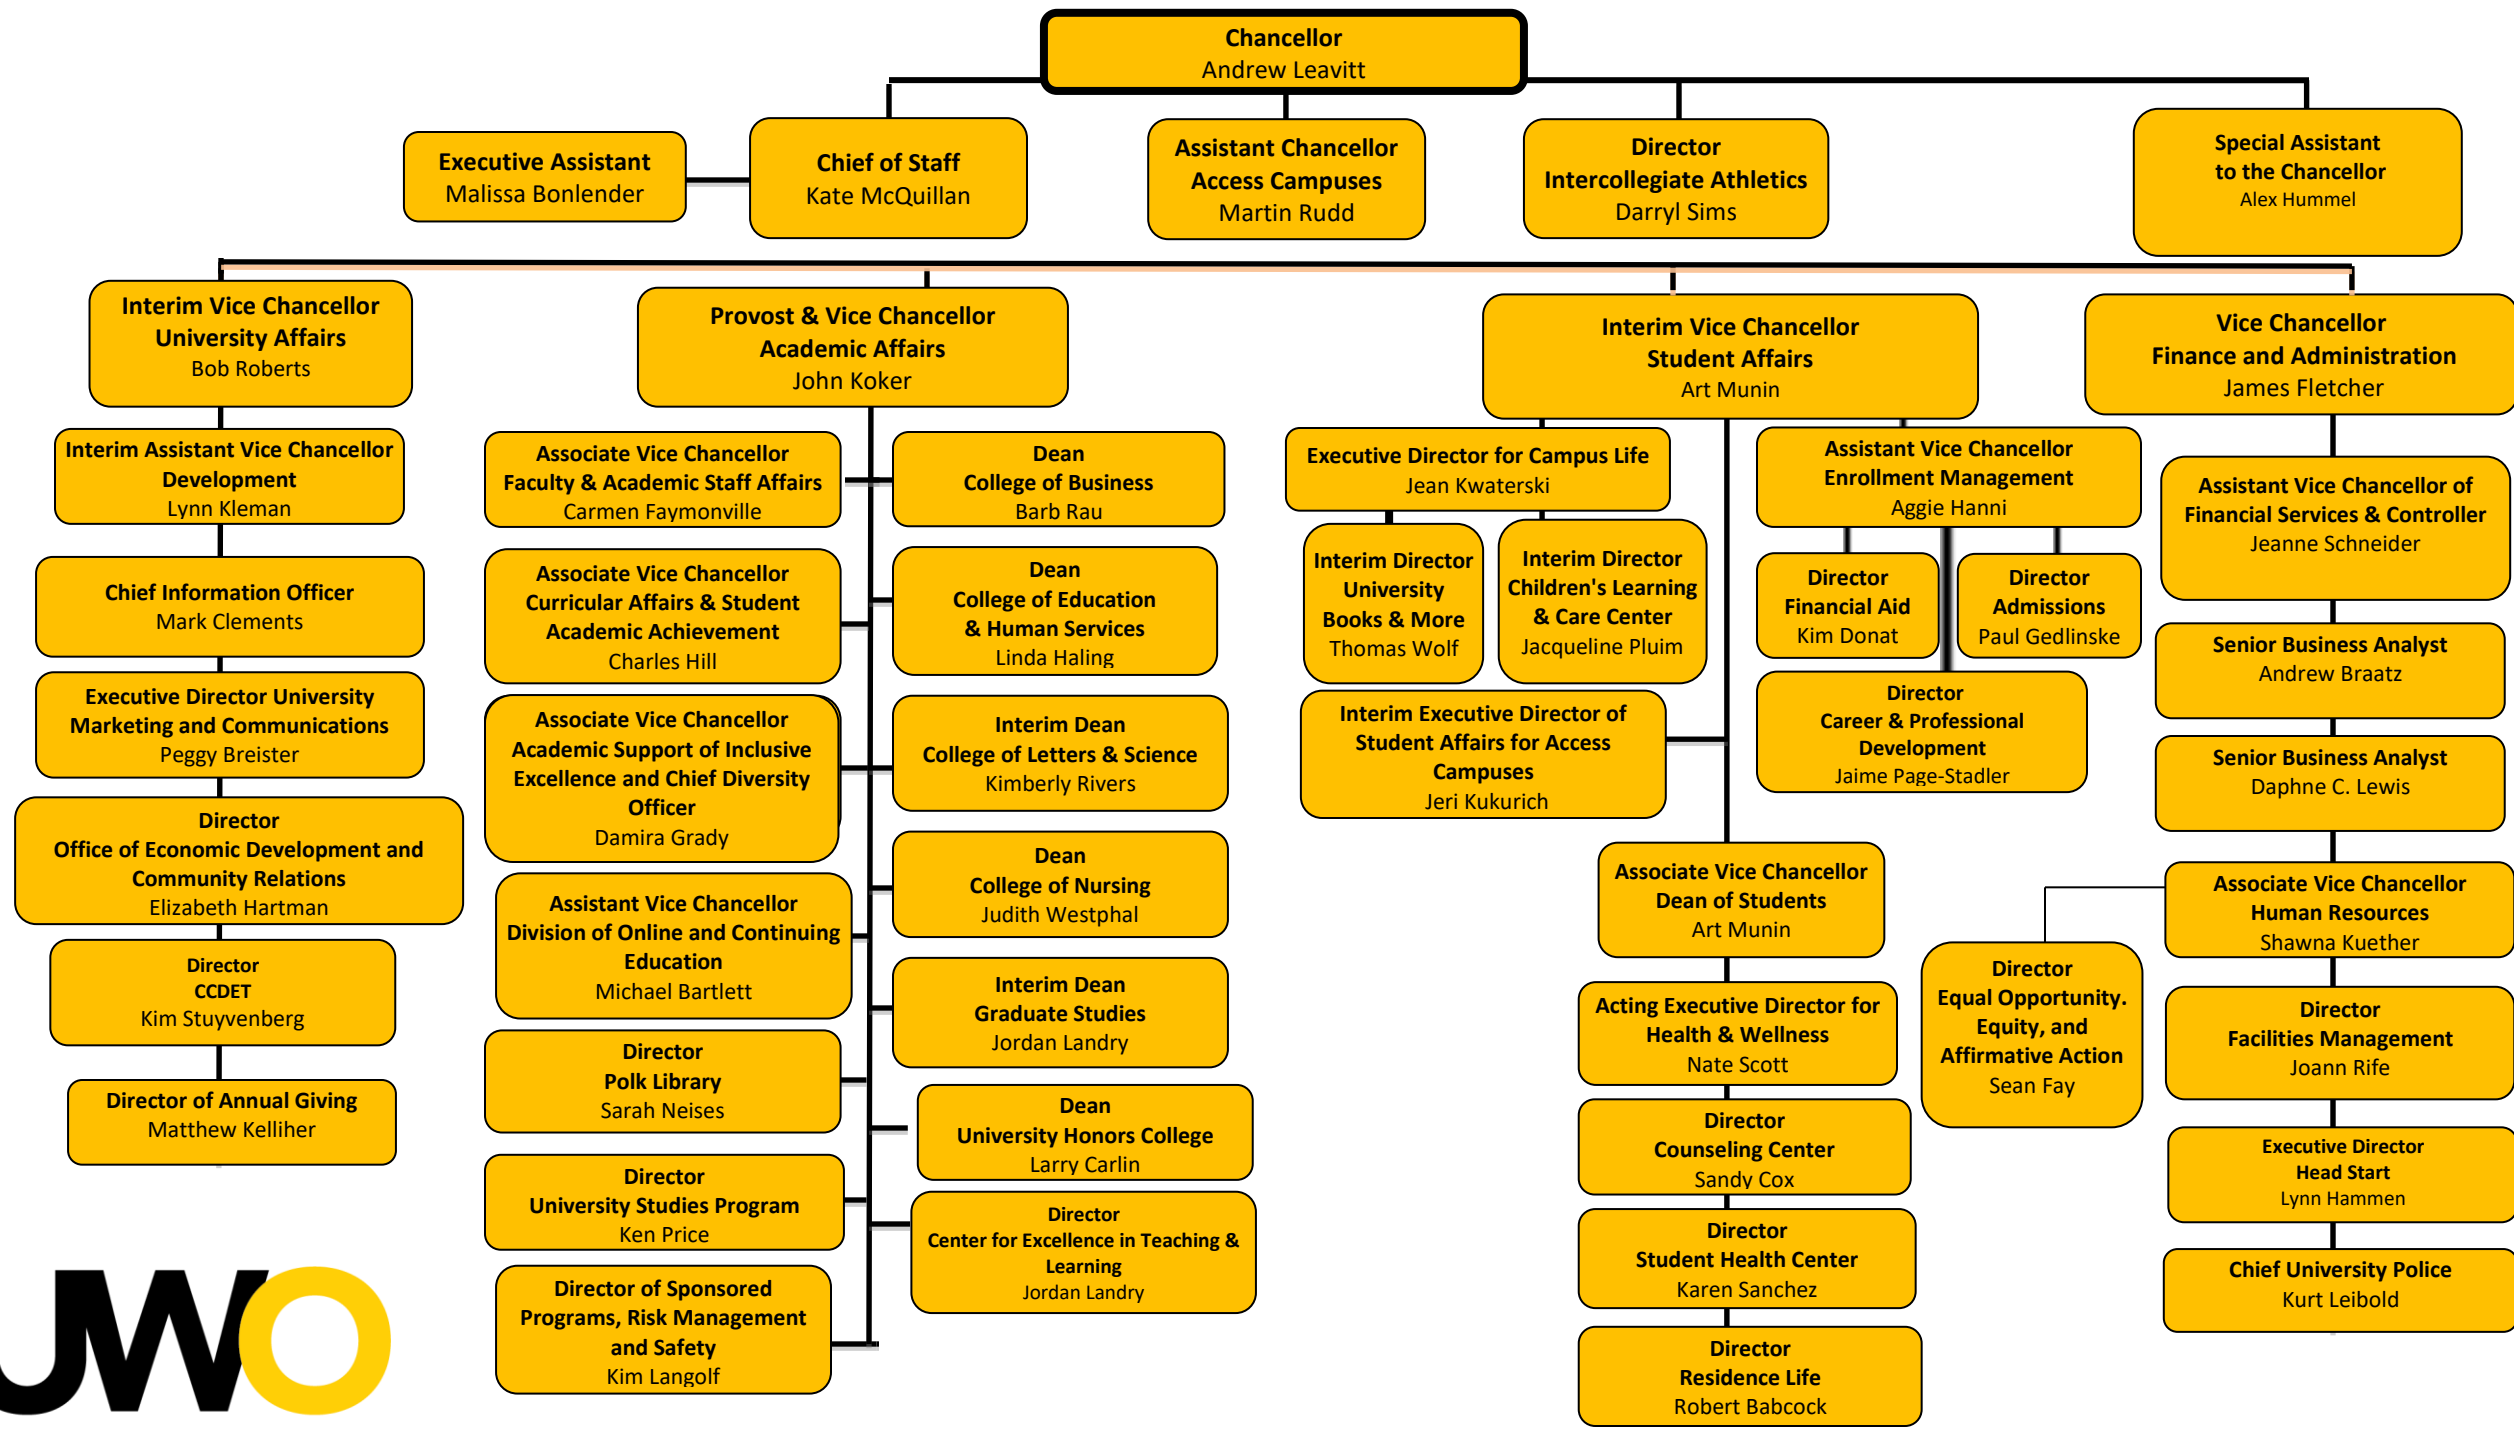 Chancellor
Andrew Leavitt
Executive Assistant
Malissa Bonlender
Chief of Staff
Kate McQuillan
Assistant Chancellor
Access Campuses
Martin Rudd
Director
Intercollegiate Athletics
Darryl Sims
Special Assistant
to the Chancellor
Alex Hummel
Interim Vice Chancellor
University Affairs
Bob Roberts
Interim Assistant Vice Chancellor
Development
Lynn Kleman
Chief Information Officer
Mark Clements
Executive Director University
Marketing and Communications
Peggy Breister
Director
Office of Economic Development and
Community Relations
Elizabeth Hartman
Director
CCDET
Kim Stuyvenberg
Director of Annual Giving
Matthew Kelliher
Provost & Vice Chancellor
Academic Affairs
John Koker
Associate Vice Chancellor
Faculty & Academic Staff Affairs
Carmen Faymonville
Associate Vice Chancellor
Curricular Affairs & Student
Academic Achievement
Charles Hill
Associate Vice Chancellor
Academic Support of Inclusive
Excellence and Chief Diversity
Officer
Damira Grady
Assistant Vice Chancellor
Division of Online and Continuing
Education
Michael Bartlett
Director
Polk Library
Sarah Neises
Director
University Studies Program
Ken Price
Director of Sponsored
Programs, Risk Management
and Safety
Kim Langolf
Dean
College of Business
Barb Rau
Dean
College of Education
& Human Services
Linda Haling
Interim Dean
College of Letters & Science
Kimberly Rivers
Dean
College of Nursing
Judith Westphal
Interim Dean
Graduate Studies
Jordan Landry
Dean
University Honors College
Larry Carlin
Director
Center for Excellence in Teaching &
Learning
Jordan Landry
Interim Vice Chancellor
Student Affairs
Art Munin
Executive Director for Campus Life
Jean Kwaterski
Interim Director
University
Books & More
Thomas Wolf
Interim Director
Children's Learning
& Care Center
Jacqueline Pluim
Interim Executive Director of
Student Affairs for Access
Campuses
Jeri Kukurich
Assistant Vice Chancellor
Enrollment Management
Aggie Hanni
Director
Financial Aid
Kim Donat
Director
Admissions
Paul Gedlinske
Director
Career & Professional
Development
Jaime Page-Stadler
Associate Vice Chancellor
Dean of Students
Art Munin
Acting Executive Director for
Health & Wellness
Nate Scott
Director
Counseling Center
Sandy Cox
Director
Student Health Center
Karen Sanchez
Director
Residence Life
Robert Babcock
Vice Chancellor
Finance and Administration
James Fletcher
Assistant Vice Chancellor of
Financial Services & Controller
Jeanne Schneider
Senior Business Analyst
Andrew Braatz
Senior Business Analyst
Daphne C. Lewis
Associate Vice Chancellor
Human Resources
Shawna Kuether
Director
Equal Opportunity.
Equity, and
Affirmative Action
Sean Fay
Director
Facilities Management
Joann Rife
Executive Director
Head Start
Lynn Hammen
Chief University Police
Kurt Leibold
UWO